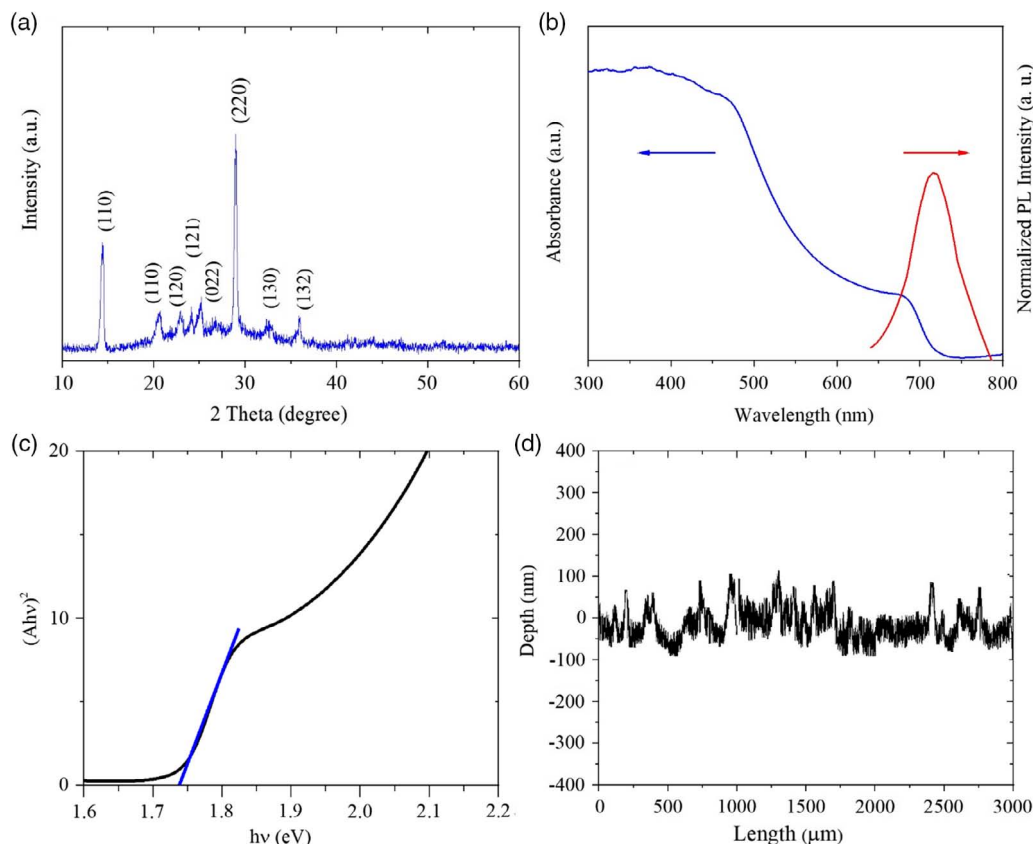 (a)
Intensity (a.u.)
(110)
(110)
(120)
(121)
(022)
(220)
(130)
(132)
10 20 30 40 50 60
2 Theta (degree)
(b)
Absorbance (a.u.)
Normalized PL Intensity (a. u.)
300 400 500 600 700 800
Wavelength (nm)
(c)
(Ahν)²
20
10
0
1.6 1.7 1.8 1.9 2.0 2.1 2.2
hν (eV)
(d)
Depth (nm)
400
300
200
100
0
-100
-200
-300
-400
0 500 1000 1500 2000 2500 3000
Length (μm)